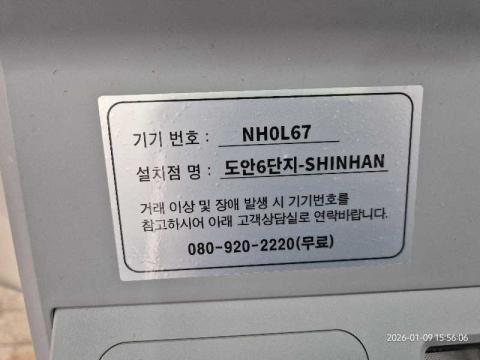 기기 번호 : NH0L67
설치점 명 : 도안6단지-SHINHAN
거래 이상 및 장애 발생 시 기기번호를
참고하시어 아래 고객상담실로 연락바랍니다.
080-920-2220(무료)
2026-01-09 15:56:06